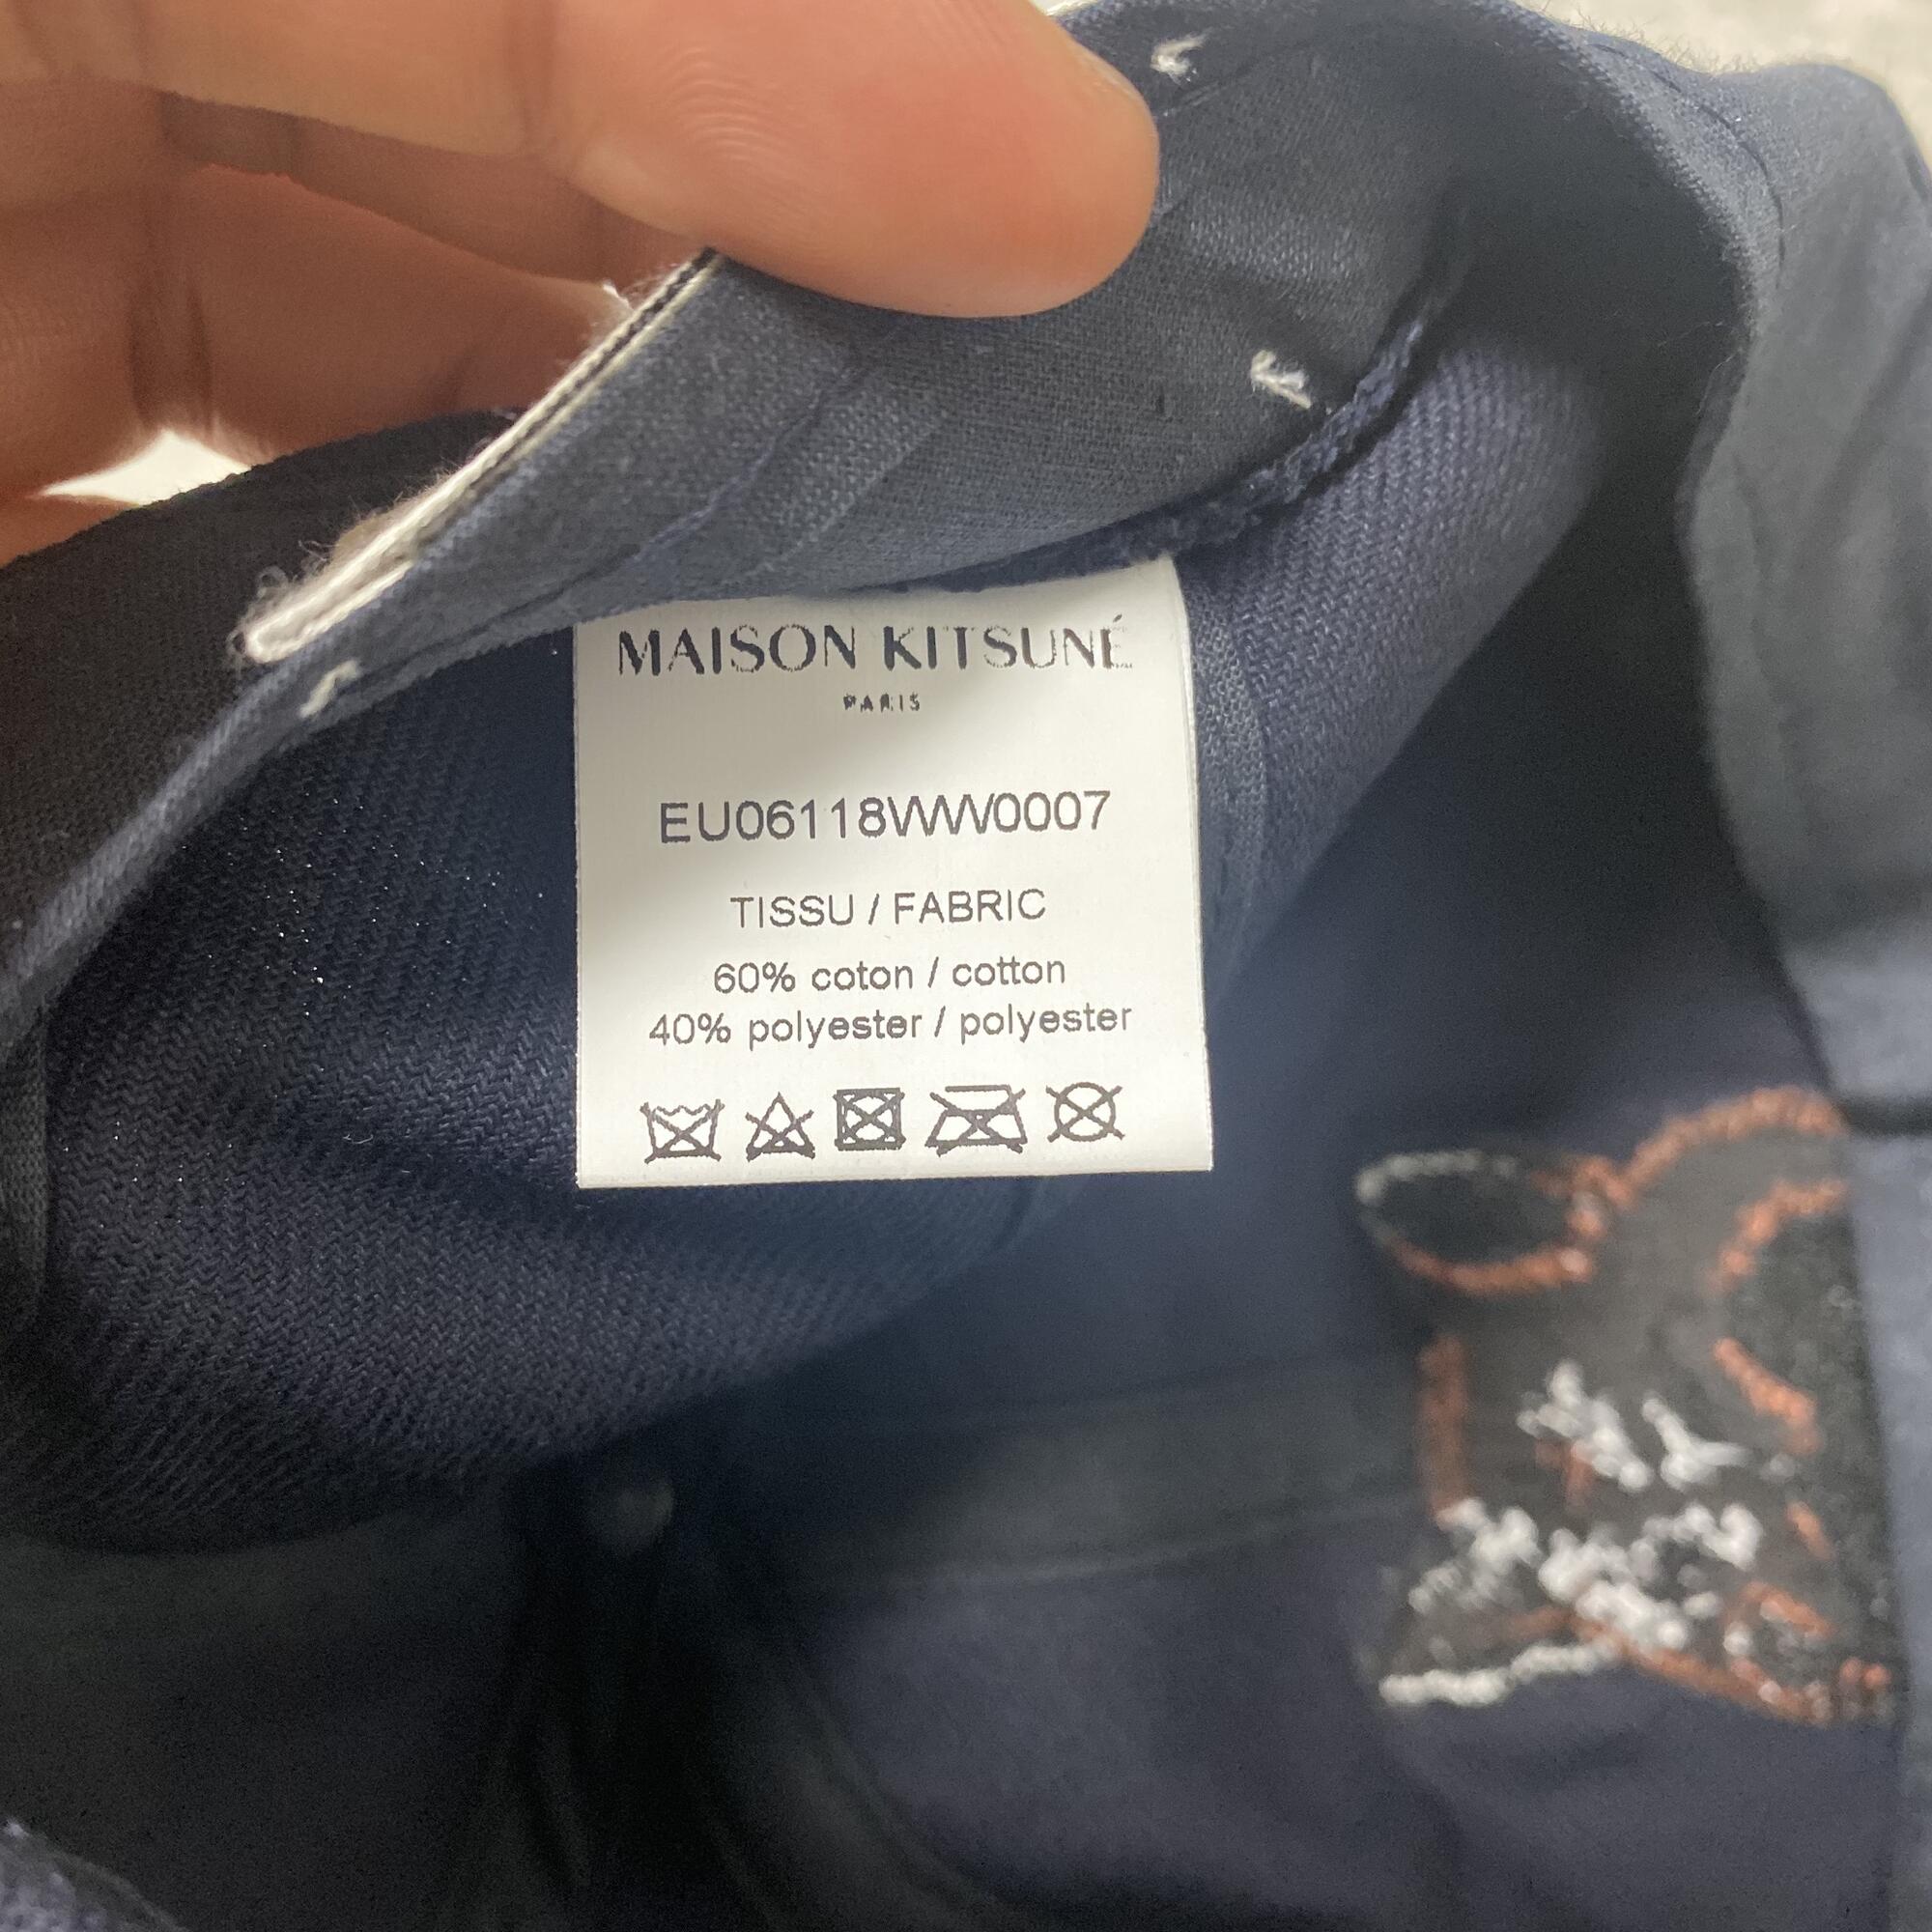 MAISON KITSUNÉ
PARIS
EU06118WW0007
TISSU / FABRIC
60% coton / cotton
40% polyester / polyester